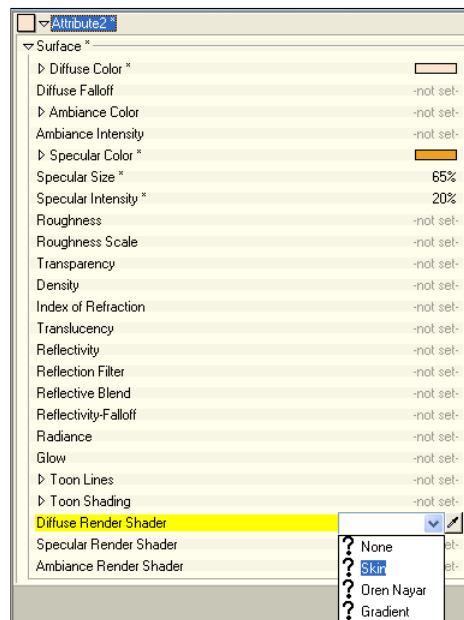 Attribute2 *
Surface *
Diffuse Color *
Diffuse Falloff -not set-
Ambiance Color -not set-
Ambiance Intensity -not set-
Specular Color *
Specular Size * 65%
Specular Intensity * 20%
Roughness -not set-
Roughness Scale -not set-
Transparency -not set-
Density -not set-
Index of Refraction -not set-
Translucency -not set-
Reflectivity -not set-
Reflection Filter -not set-
Reflective Blend -not set-
Reflectivity-Falloff -not set-
Radiance -not set-
Glow -not set-
Toon Lines -not set-
Toon Shading -not set-
Diffuse Render Shader
Specular Render Shader et-
? None
Ambiance Render Shader et-
? Skin
? Oren Nayar
? Gradient